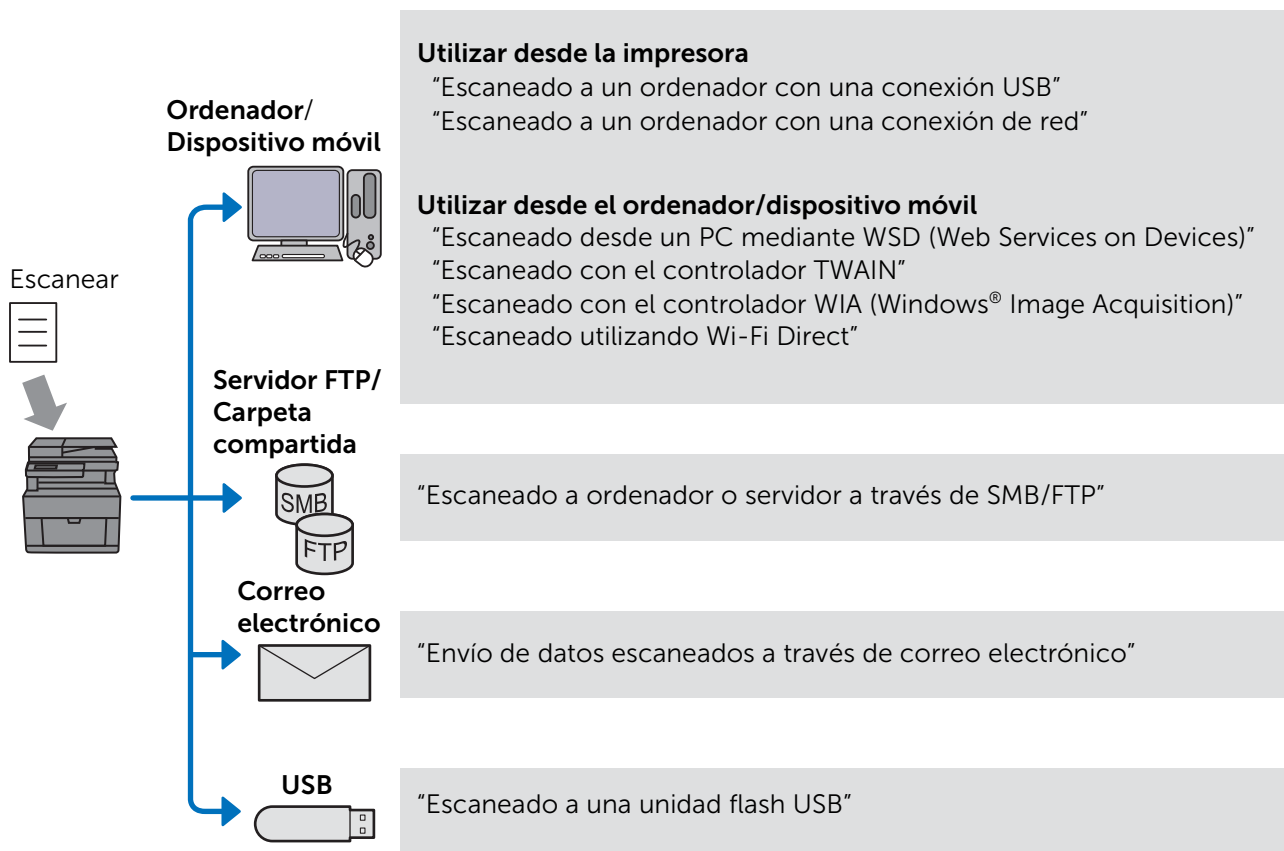 Escanear
Ordenador/
Dispositivo móvil
Utilizar desde la impresora
“Escaneado a un ordenador con una conexión USB”
“Escaneado a un ordenador con una conexión de red”
Utilizar desde el ordenador/dispositivo móvil
“Escaneado desde un PC mediante WSD (Web Services on Devices)”
“Escaneado con el controlador TWAIN”
“Escaneado con el controlador WIA (Windows® Image Acquisition)”
“Escaneado utilizando Wi-Fi Direct”
Servidor FTP/
Carpeta
compartida
SMB
FTP
“Escaneado a ordenador o servidor a través de SMB/FTP”
Correo
electrónico
“Envío de datos escaneados a través de correo electrónico”
USB
“Escaneado a una unidad flash USB”